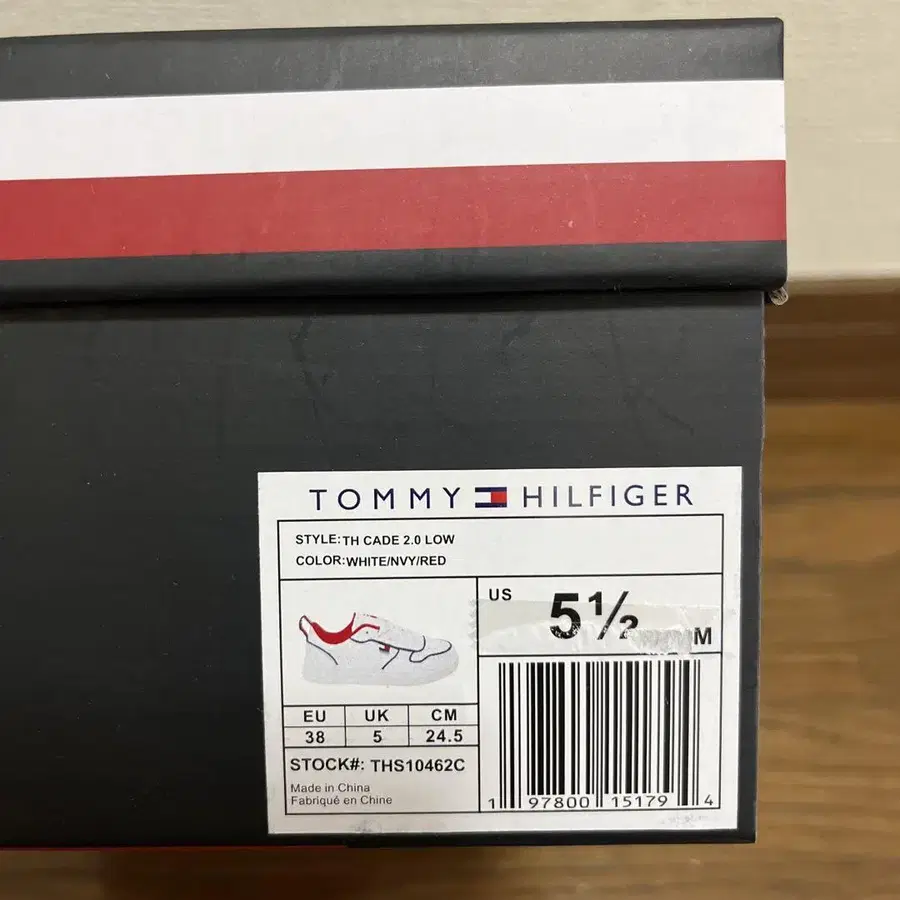 TOMMY HILFIGER
STYLE: TH CADE 2.0 LOW
COLOR: WHITE/NVY/RED
US 5½ M
EU UK CM
38 5 24.5
STOCK#: THS10462C
Made in China
Fabriqué en Chine
1 97800 15179 4